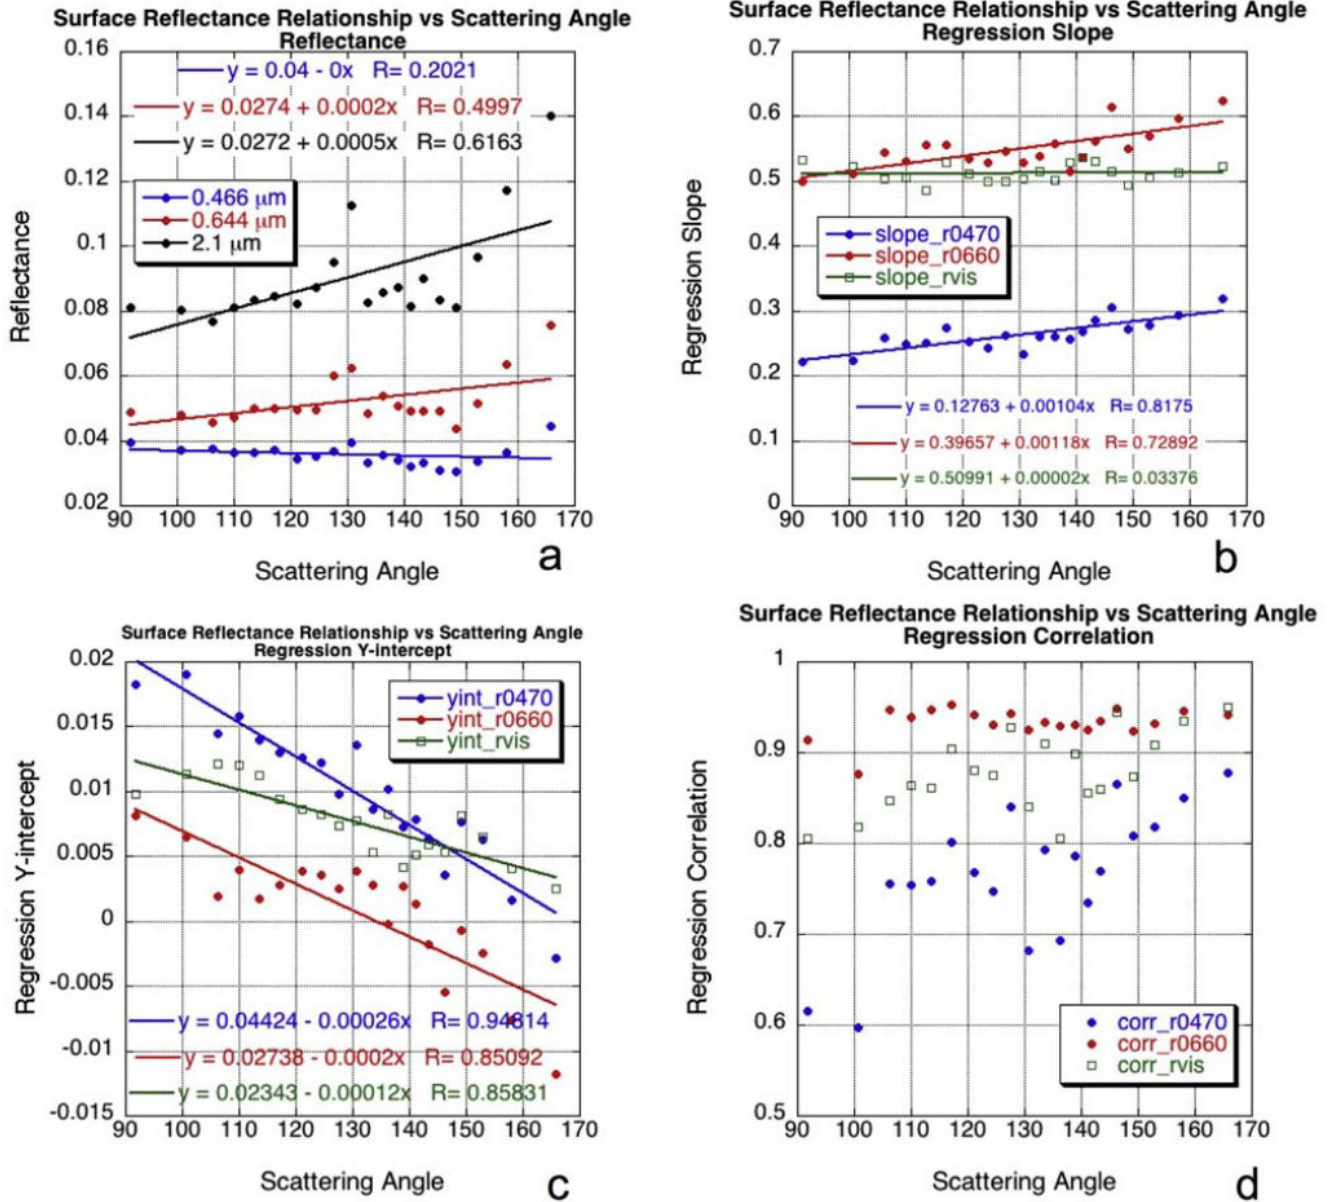 Surface Reflectance Relationship vs Scattering Angle
Reflectance
0.16
0.14
0.12
0.1
0.08
0.06
0.04
0.02
y = 0.04 - 0x R= 0.2021
y = 0.0274 + 0.0002x R= 0.4997
y = 0.0272 + 0.0005x R= 0.6163
0.466 μm
0.644 μm
2.1 μm
Reflectance
90 100 110 120 130 140 150 160 170
Scattering Angle
a
Surface Reflectance Relationship vs Scattering Angle
Regression Slope
0.7
0.6
0.5
0.4
0.3
0.2
0.1
0
slope_r0470
slope_r0660
slope_rvis
y = 0.12763 + 0.00104x R= 0.8175
y = 0.39657 + 0.00118x R= 0.72892
y = 0.50991 + 0.00002x R= 0.03376
Regression Slope
90 100 110 120 130 140 150 160 170
Scattering Angle
b
Surface Reflectance Relationship vs Scattering Angle
Regression Y-intercept
0.02
0.015
0.01
0.005
0
-0.005
-0.01
-0.015
yint_r0470
yint_r0660
yint_rvis
y = 0.04424 - 0.00026x R= 0.94814
y = 0.02738 - 0.0002x R= 0.85092
y = 0.02343 - 0.00012x R= 0.85831
Regression Y-intercept
90 100 110 120 130 140 150 160 170
Scattering Angle
c
Surface Reflectance Relationship vs Scattering Angle
Regression Correlation
1
0.9
0.8
0.7
0.6
0.5
corr_r0470
corr_r0660
corr_rvis
Regression Correlation
90 100 110 120 130 140 150 160 170
Scattering Angle
d